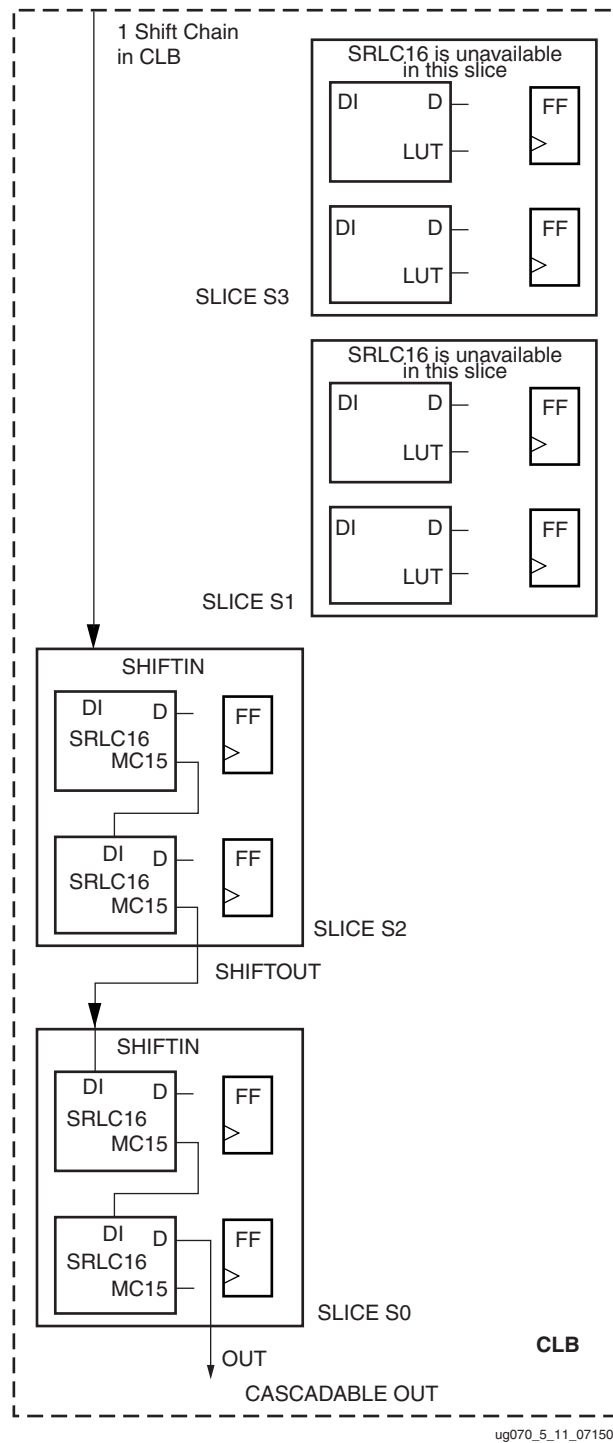 1 Shift Chain
in CLB
SRLC16 is unavailable
in this slice
DI D
LUT
FF
DI D
LUT
FF
SLICE S3
SRLC16 is unavailable
in this slice
DI D
LUT
FF
DI D
LUT
FF
SLICE S1
SHIFTIN
DI D
SRLC16
MC15
FF
DI D
SRLC16
MC15
FF
SLICE S2
SHIFTOUT
SHIFTIN
DI D
SRLC16
MC15
FF
DI D
SRLC16
MC15
FF
SLICE S0
OUT
CLB
CASCADABLE OUT
ug070_5_11_07150